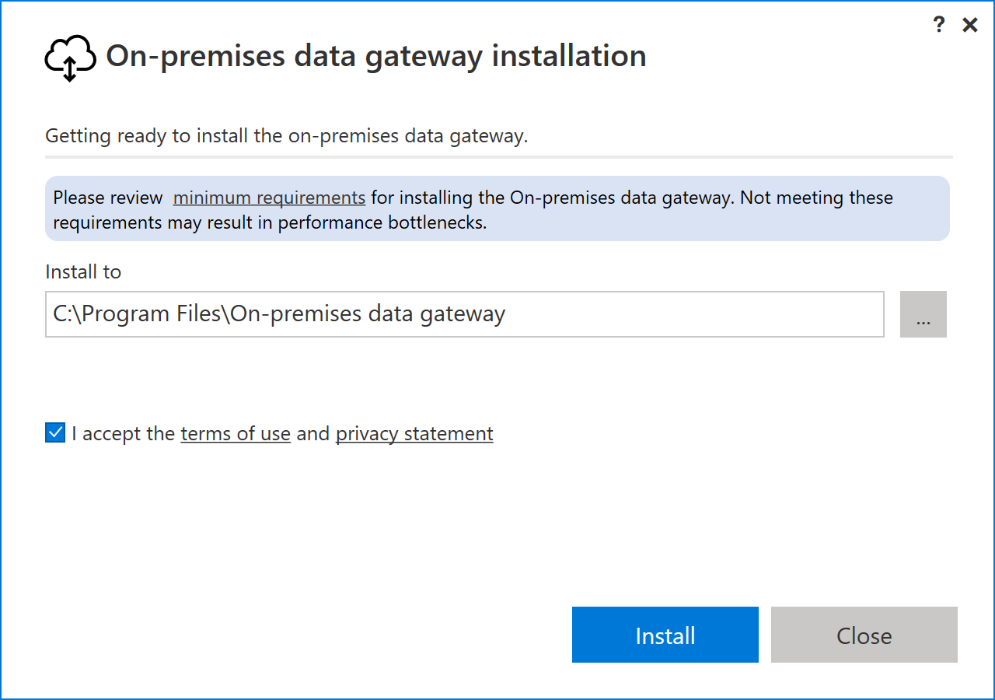 ? ×
On-premises data gateway installation
Getting ready to install the on-premises data gateway.
Please review minimum requirements for installing the On-premises data gateway. Not meeting these
requirements may result in performance bottlenecks.
Install to
C:\Program Files\On-premises data gateway
...
I accept the terms of use and privacy statement
Install Close